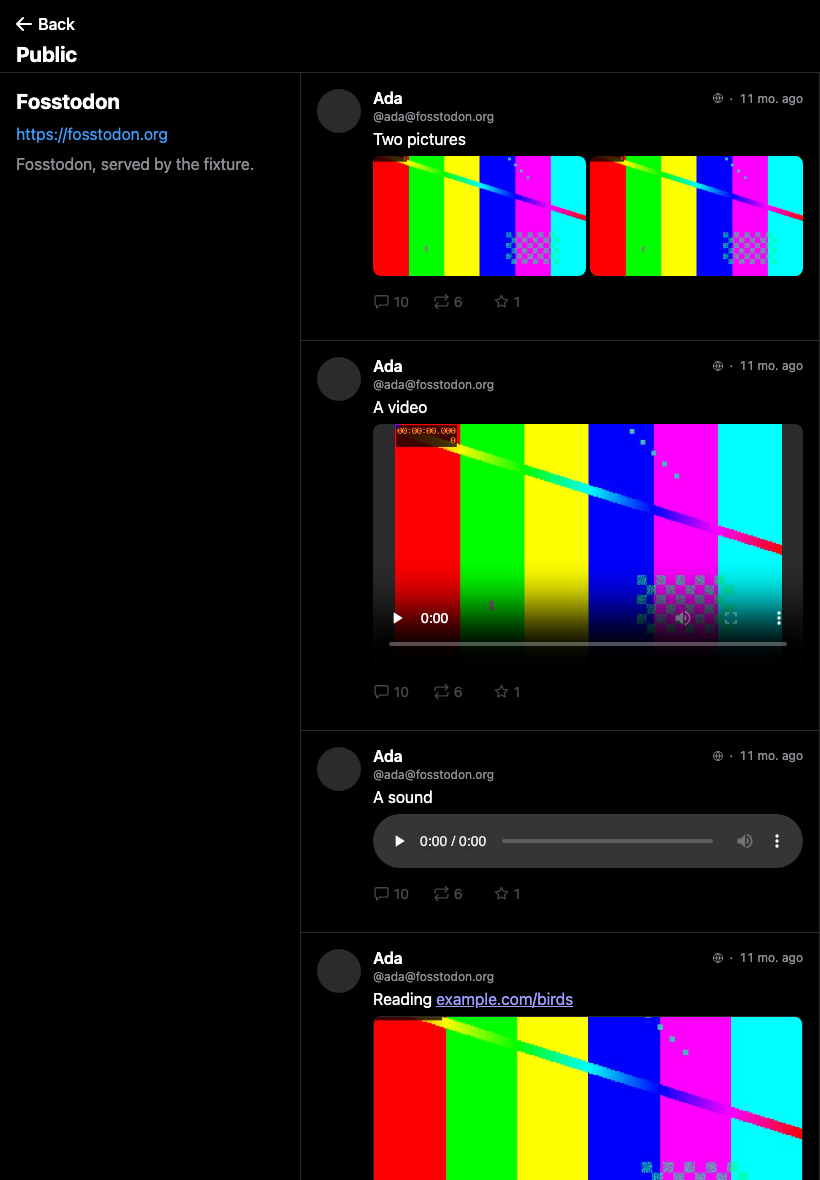 Back
Public
Fosstodon
https://fosstodon.org
Fosstodon, served by the fixture.
Ada
· 11 mo. ago
@ada@fosstodon.org
Two pictures
10 6 1
Ada
· 11 mo. ago
@ada@fosstodon.org
A video
00:00:00.000
0
0:00
10 6 1
Ada
· 11 mo. ago
@ada@fosstodon.org
A sound
0:00 / 0:00
10 6 1
Ada
· 11 mo. ago
@ada@fosstodon.org
Reading example.com/birds